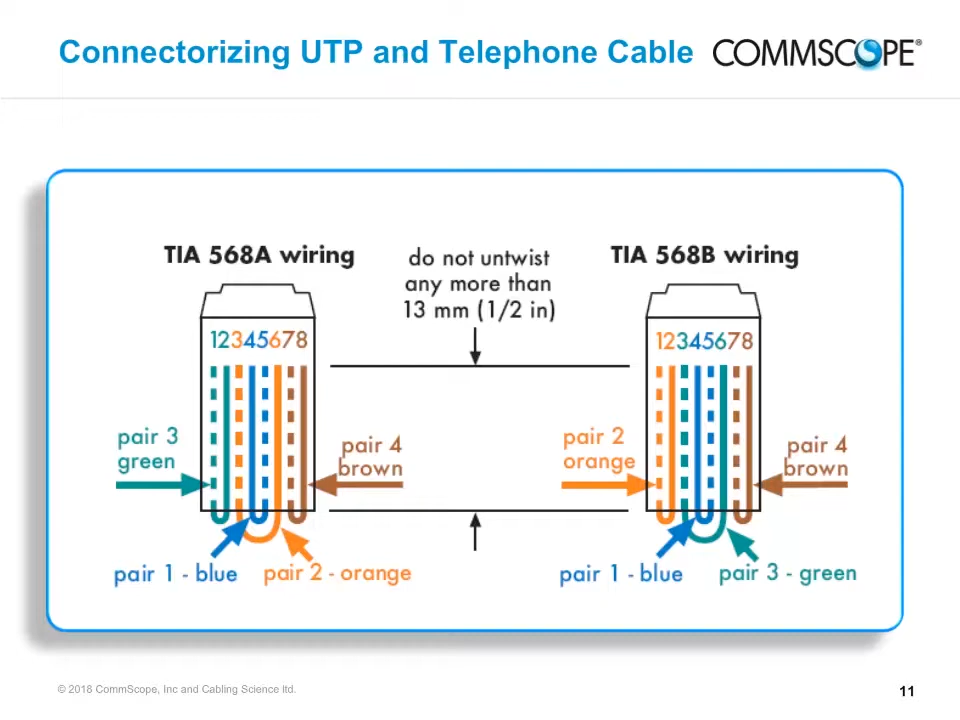 Connectorizing UTP and Telephone Cable
COMMSCOPE®
TIA 568A wiring
do not untwist
any more than
13 mm (1/2 in)
TIA 568B wiring
12345678
12345678
pair 3
green
pair 4
brown
pair 2
orange
pair 4
brown
pair 1 - blue
pair 2 - orange
pair 1 - blue
pair 3 - green
© 2018 CommScope, Inc and Cabling Science ltd.
11